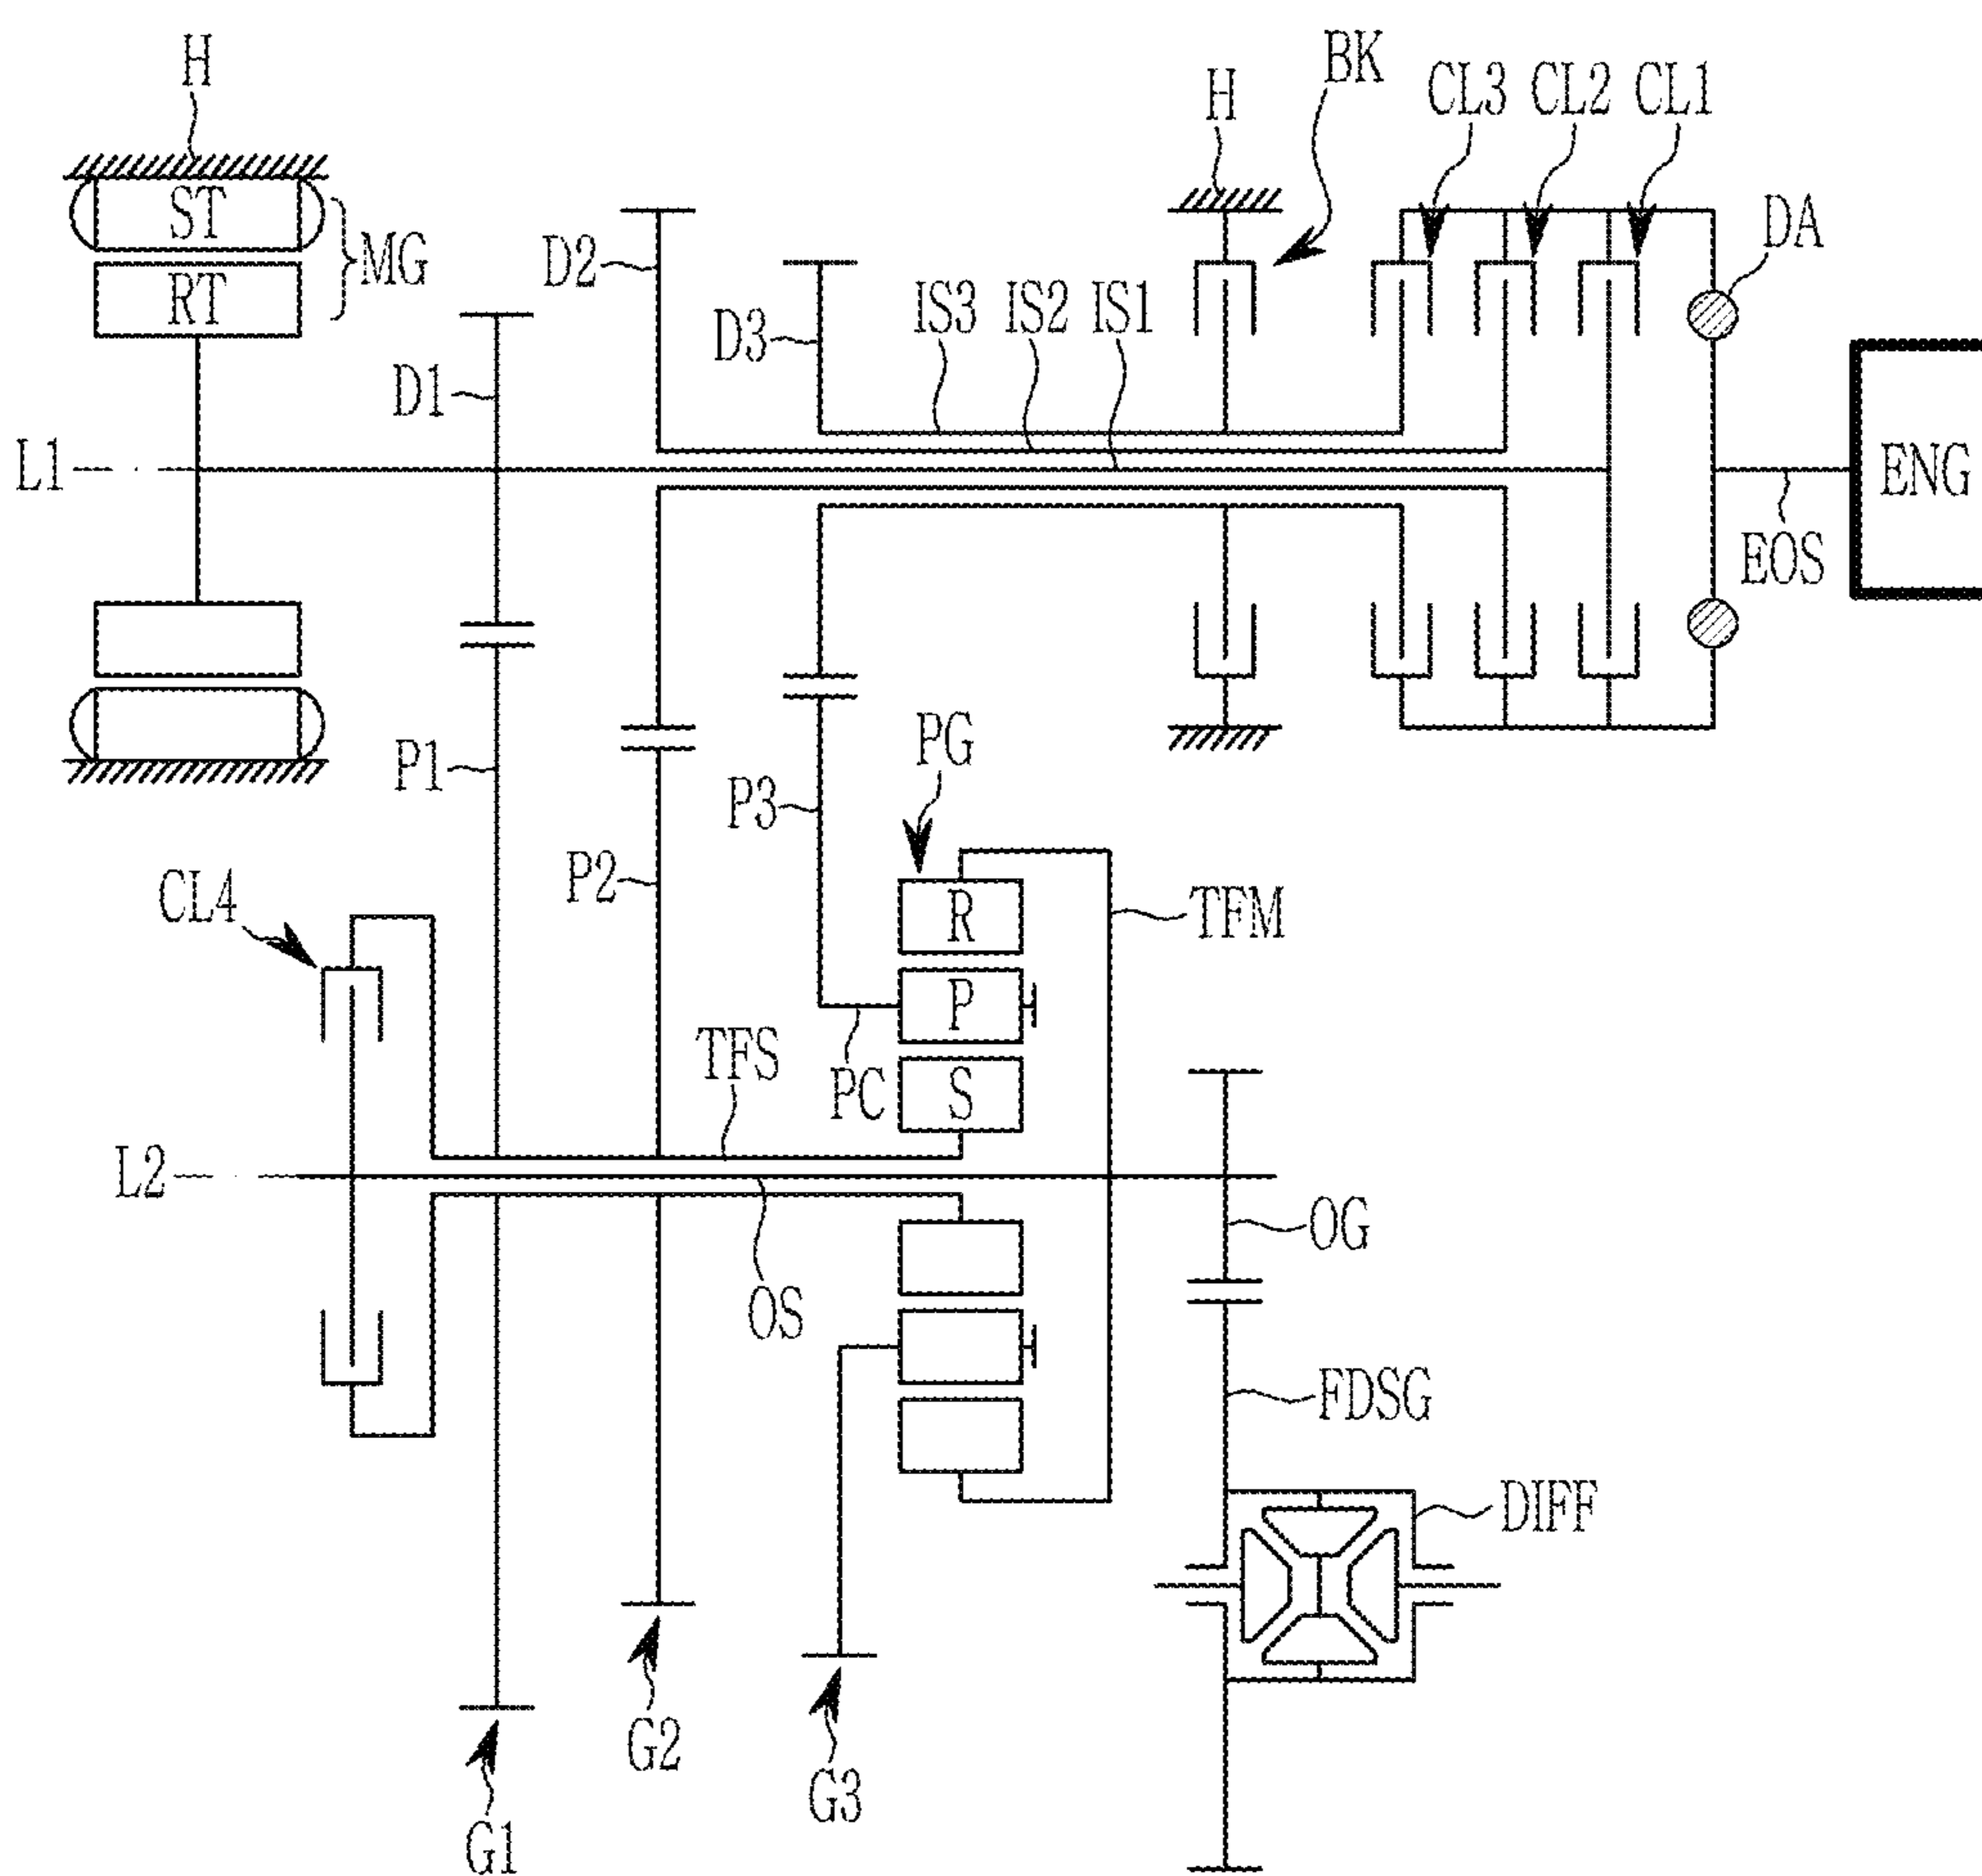 H
BK
H
CL3 CL2 CL1
ST
MG
RT
D2
DA
D3
IS3 IS2 IS1
D1
L1
ENG
EOS
P1
PG
P3
P2
CL4
R
TFM
P
TFS
PC
S
L2
OG
OS
FDSG
DIFF
G2
G3
G1